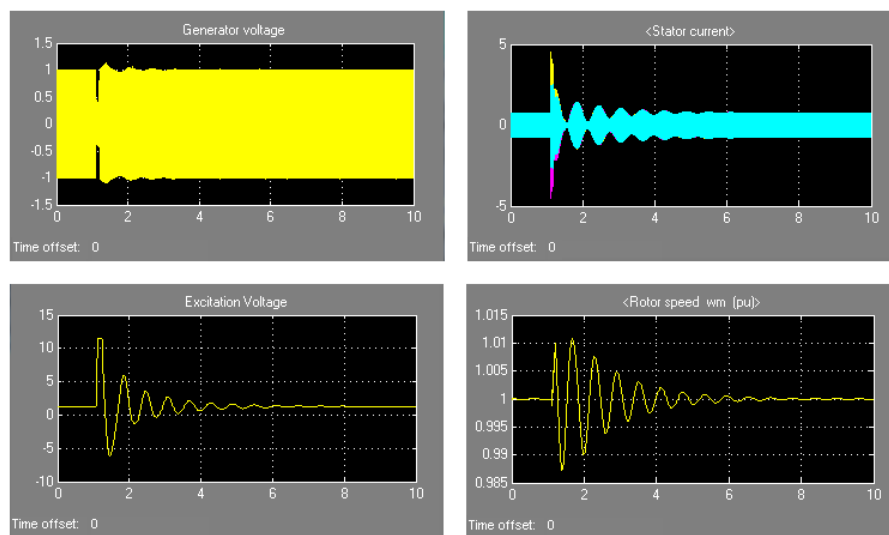 Generator voltage
1.5
1
0.5
0
-0.5
-1
-1.5
0 2 4 6 8 10
Time offset: 0
<Stator current>
5
0
-5
0 2 4 6 8 10
Time offset: 0
Excitation Voltage
15
10
5
0
-5
-10
0 2 4 6 8 10
Time offset: 0
<Rotor speed wm (pu)>
1.015
1.01
1.005
1
0.995
0.99
0.985
0 2 4 6 8 10
Time offset: 0